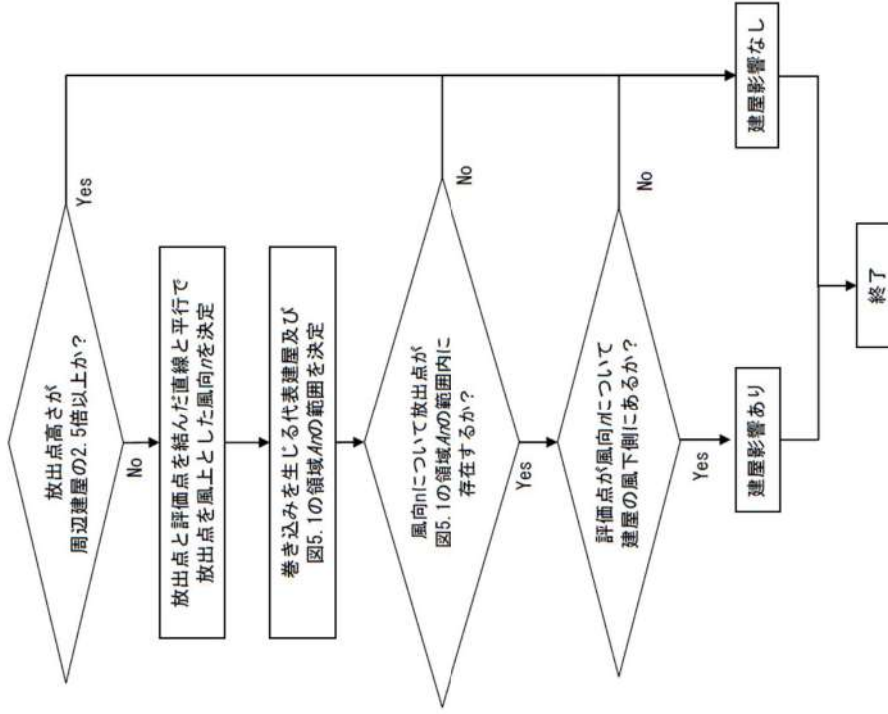 放出点高さが
周辺建屋の2.5倍以上か？
Yes
No
放出点と評価点を結んだ直線と平行で
放出点を風上とした風向nを決定
巻き込みを生じる代表建屋及び
図5.1の領域Anの範囲を決定
風向nについて放出点が
図5.1の領域Anの範囲内に
存在するか？
No
Yes
評価点が風向nについて
建屋の風下側にあるか？
No
Yes
建屋影響あり
建屋影響なし
終了